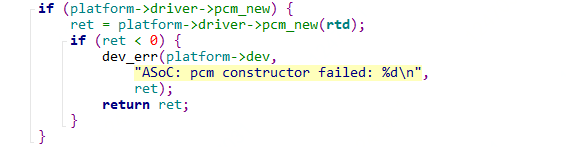 if (platform->driver->pcm_new) {
ret = platform->driver->pcm_new(rtd);
if (ret < 0) {
dev_err(platform->dev,
"ASoC: pcm constructor failed: %d\n",
ret);
return ret;
}
}